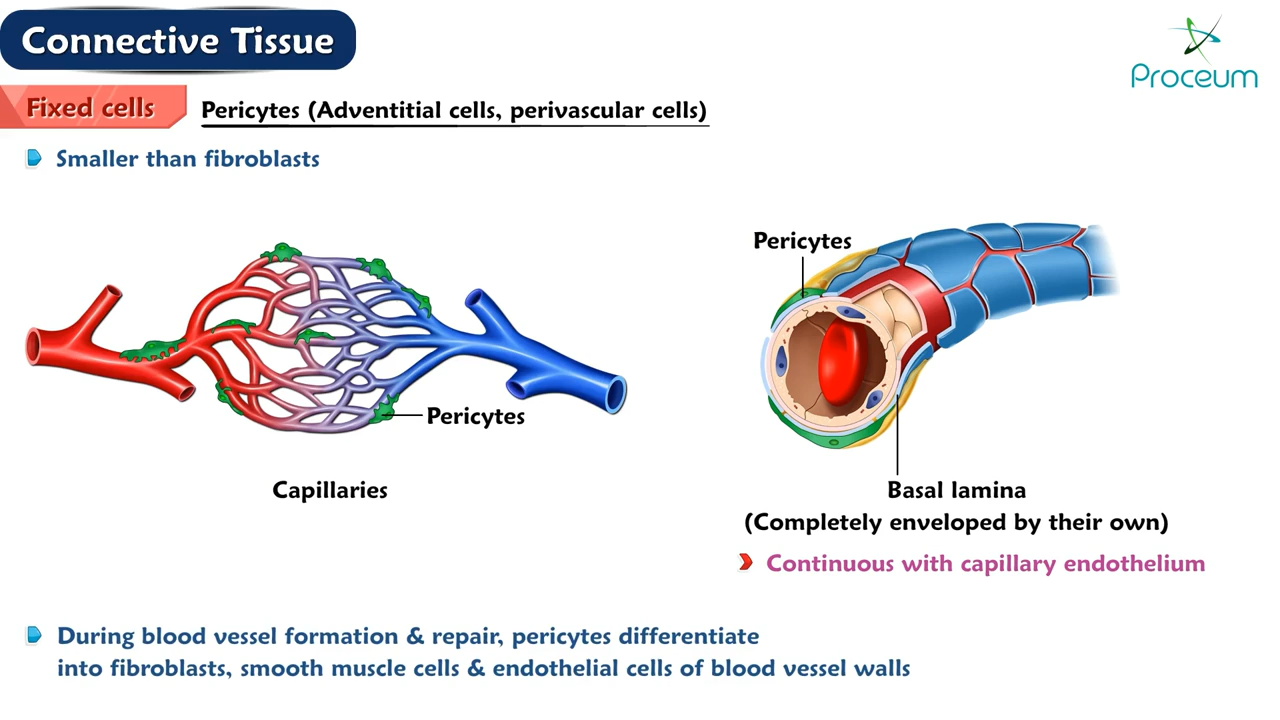 Connective Tissue
Proceum
Fixed cells
Pericytes (Adventitial cells, perivascular cells)
Smaller than fibroblasts
Pericytes
Capillaries
Pericytes
Basal lamina
(Completely enveloped by their own)
Continuous with capillary endothelium
During blood vessel formation & repair, pericytes differentiate
into fibroblasts, smooth muscle cells & endothelial cells of blood vessel walls